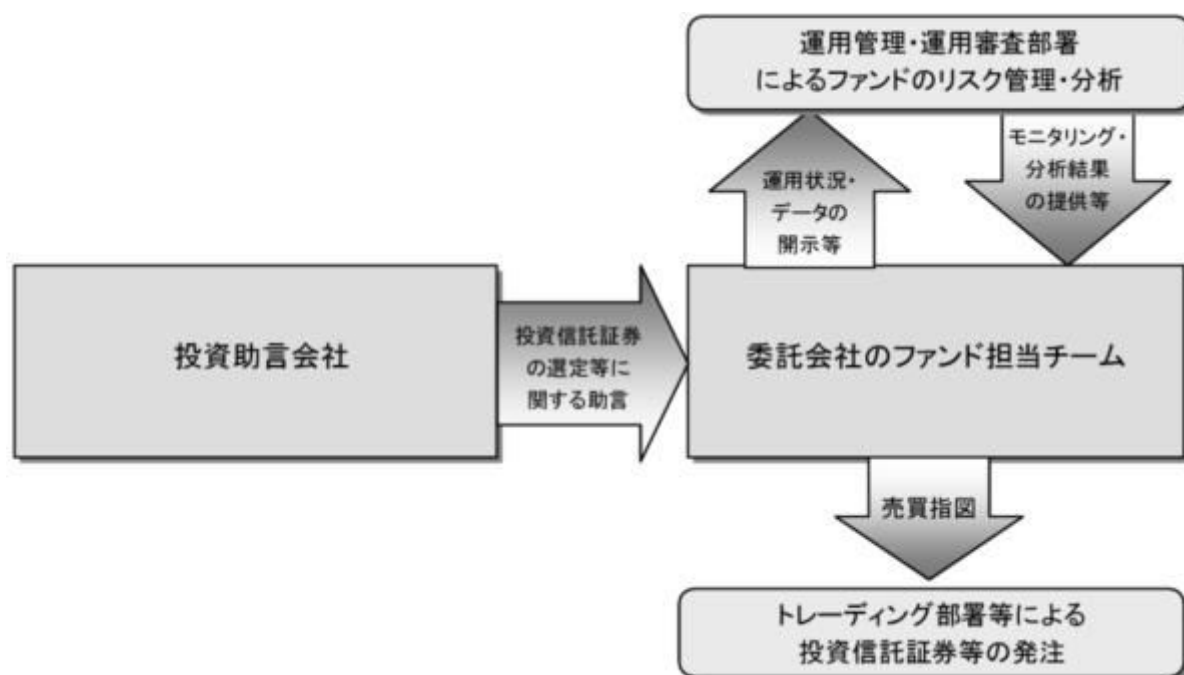 運用管理・運用審査部署
によるファンドのリスク管理・分析
運用状況・
データの
開示等
モニタリング・
分析結果
の提供等
投資助言会社
投資信託証券
の選定等に
関する助言
委託会社のファンド担当チーム
売買指図
トレーディング部署等による
投資信託証券等の発注